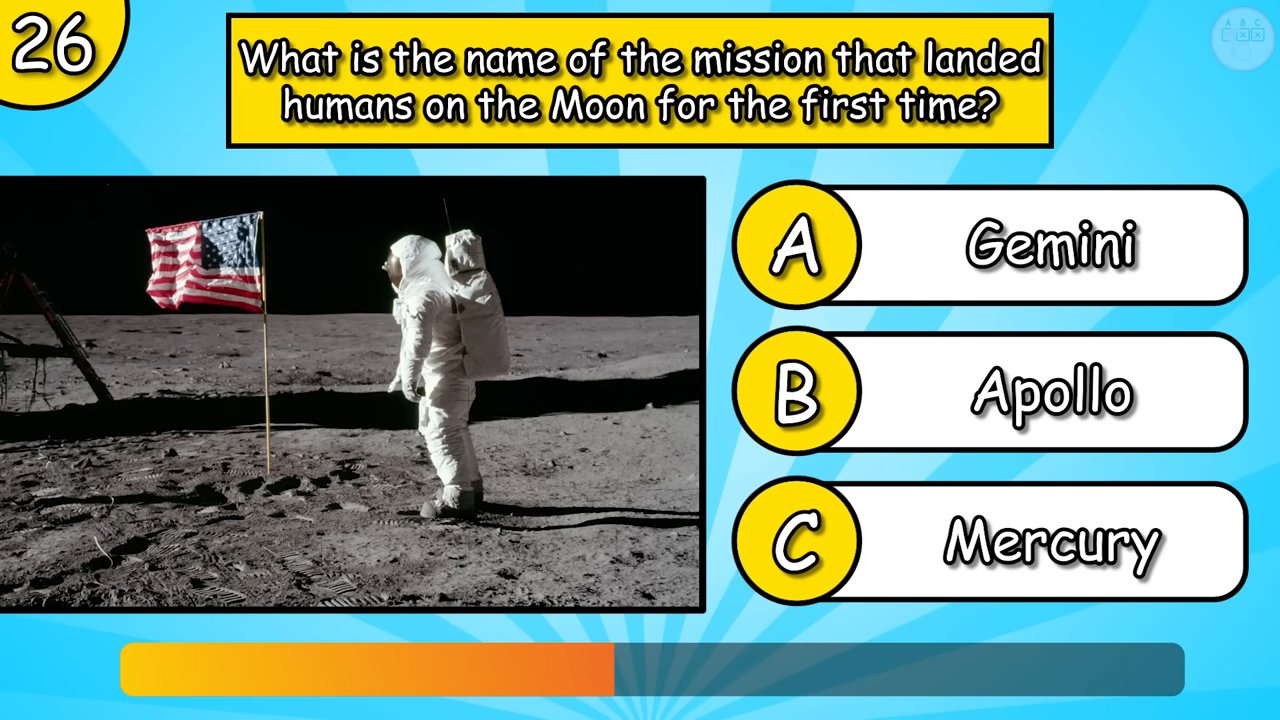 26
What is the name of the mission that landed
humans on the Moon for the first time?
A B C
A Gemini
B Apollo
C Mercury